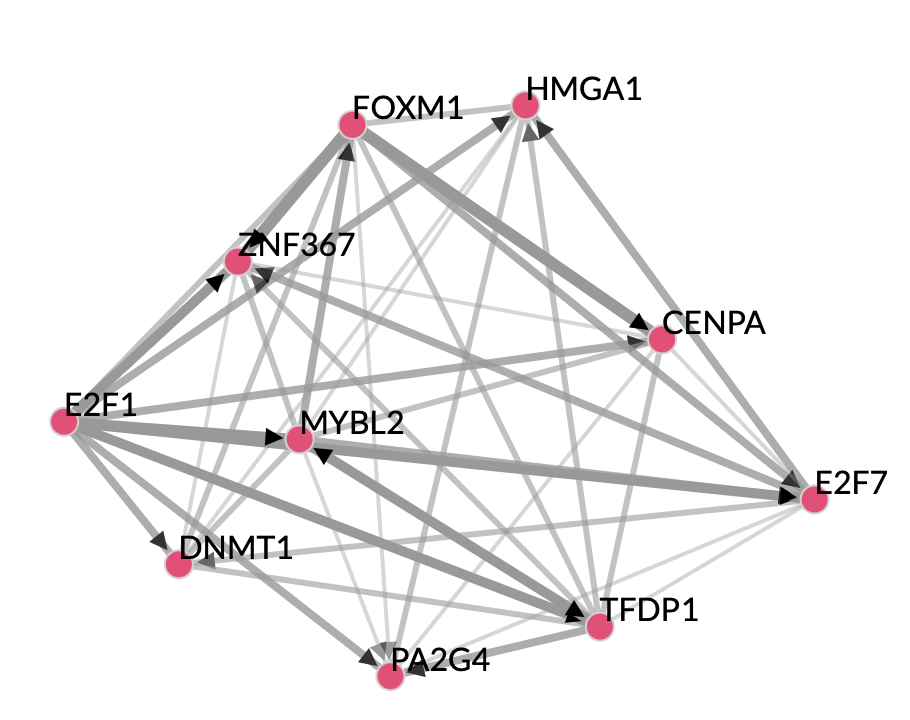 HMGA1
FOXM1
ZNF367
CENPA
E2F1
MYBL2
E2F7
DNMT1
TFDP1
PA2G4